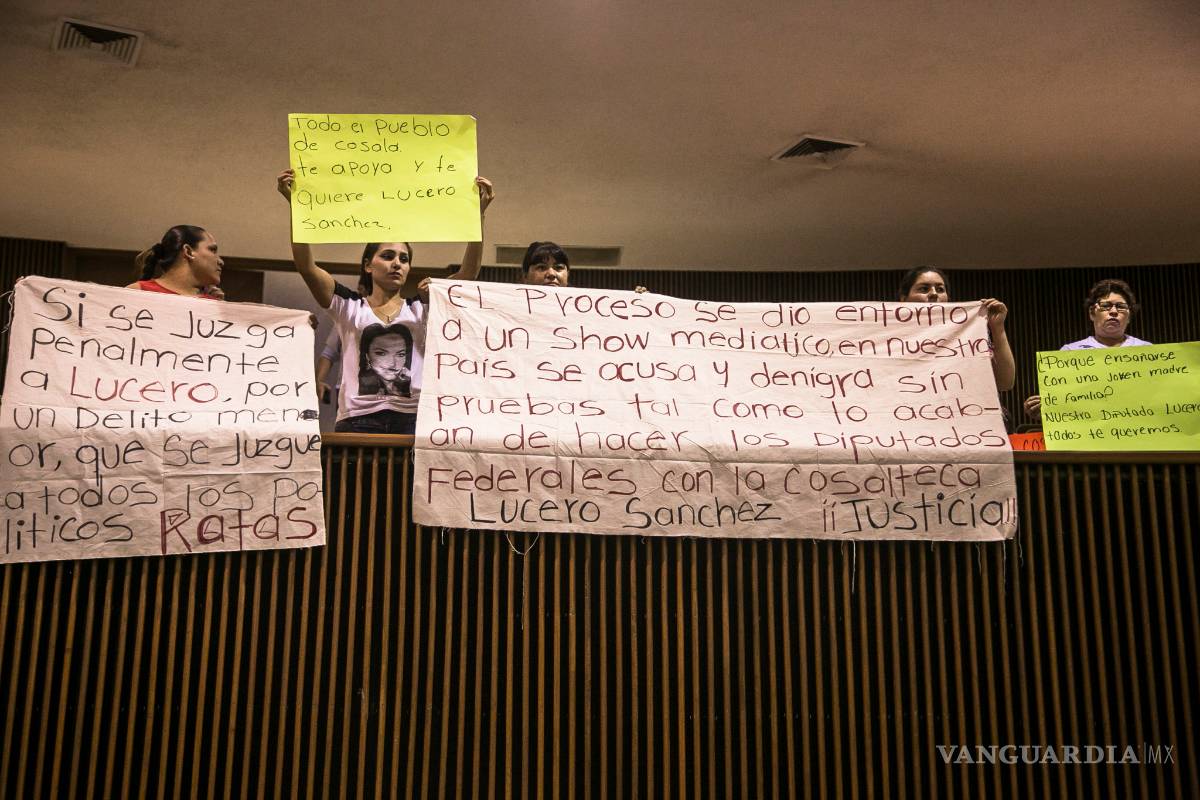 Todo el Pueblo
de cosala.
te apoya y te
quiere Lucero
Sanchez.
Si se Juzga
Penalmente
a Lucero, por
un Delito men
or, que se Juzgue
a todos los Po-
liticos Ratas
El Proceso se dio entorno
a un Show mediatico, en nuestro
País se acusa y denigra sin
pruebas tal como lo acab-
an de hacer los Diputados
Federales con la cosalteca
Lucero Sanchez ¡¡Justicia!!
¿Porque ensañarse
con una joven madre
de familia?
Nuestra Diputada Lucero
todos te queremos.
VANGUARDIA|MX